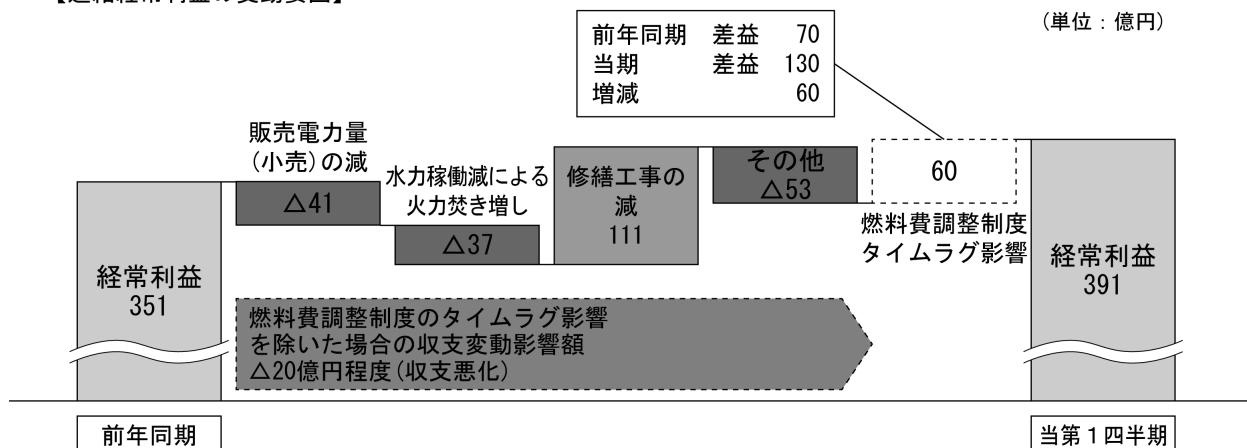 【連結経常利益の変動要因】
(単位：億円)
前年同期 差益 70
当期 差益 130
増減 60
販売電力量
(小売)の減
△41
水力稼働減による
火力焚き増し
△37
修繕工事の
減
111
その他
△53
60
燃料費調整制度
タイムラグ影響
経常利益
351
経常利益
391
燃料費調整制度のタイムラグ影響
を除いた場合の収支変動影響額
△20億円程度(収支悪化)
前年同期
当第１四半期